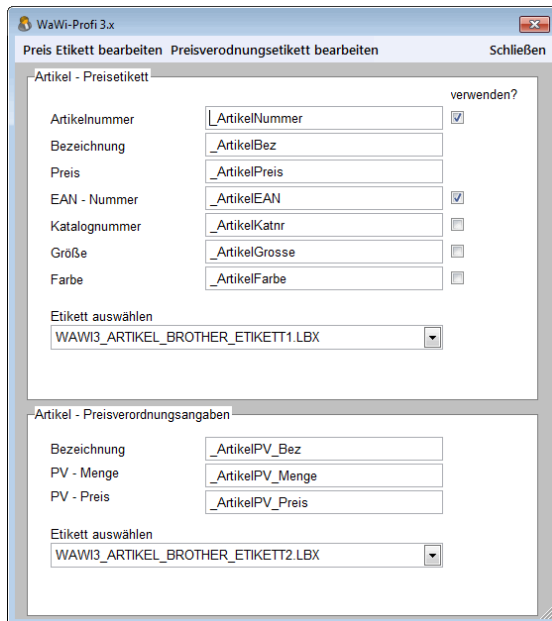 WaWi-Profi 3.x
Preis Etikett bearbeiten Preisverodnungsetikett bearbeiten Schließen
Artikel - Preisetikett
verwenden?
Artikelnummer _ArtikelNummer
Bezeichnung _ArtikelBez
Preis _ArtikelPreis
EAN - Nummer _ArtikelEAN
Katalognummer _ArtikelKatnr
Größe _ArtikelGrosse
Farbe _ArtikelFarbe
Etikett auswählen
WAWI3_ARTIKEL_BROTHER_ETIKETT1.LBX
Artikel - Preisverordnungsangaben
Bezeichnung _ArtikelPV_Bez
PV - Menge _ArtikelPV_Menge
PV - Preis _ArtikelPV_Preis
Etikett auswählen
WAWI3_ARTIKEL_BROTHER_ETIKETT2.LBX